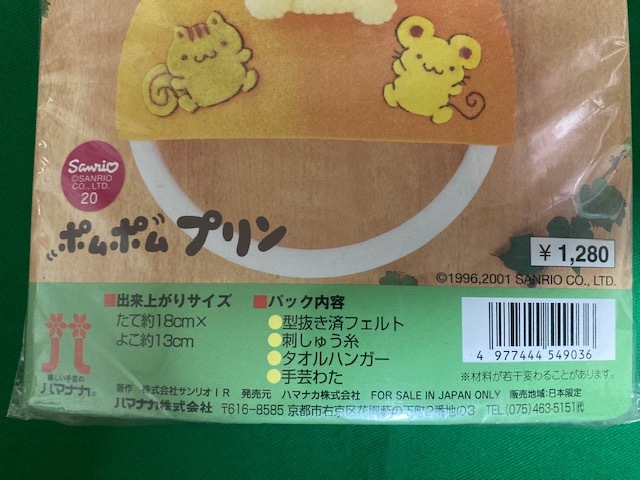 Sanrio
©SANRIO
CO., LTD.
20
ポムポム プリン
¥1,280
©1996,2001 SANRIO CO., LTD.
■出来上がりサイズ
たて約18cm×
よこ約13cm
■パック内容
●型抜き済フェルト
●刺しゅう糸
●タオルハンガー
●手芸わた
4 977444 549036
※材料が若干変わることがあります。
楽しい手芸の
ハマナカ®
著作 株式会社サンリオIR 発売元 ハマナカ株式会社 FOR SALE IN JAPAN ONLY 販売地域:日本限定
ハマナカ株式会社 〒616-8585 京都市右京区花園薮の下町2番地の3 TEL (075)463-5151代